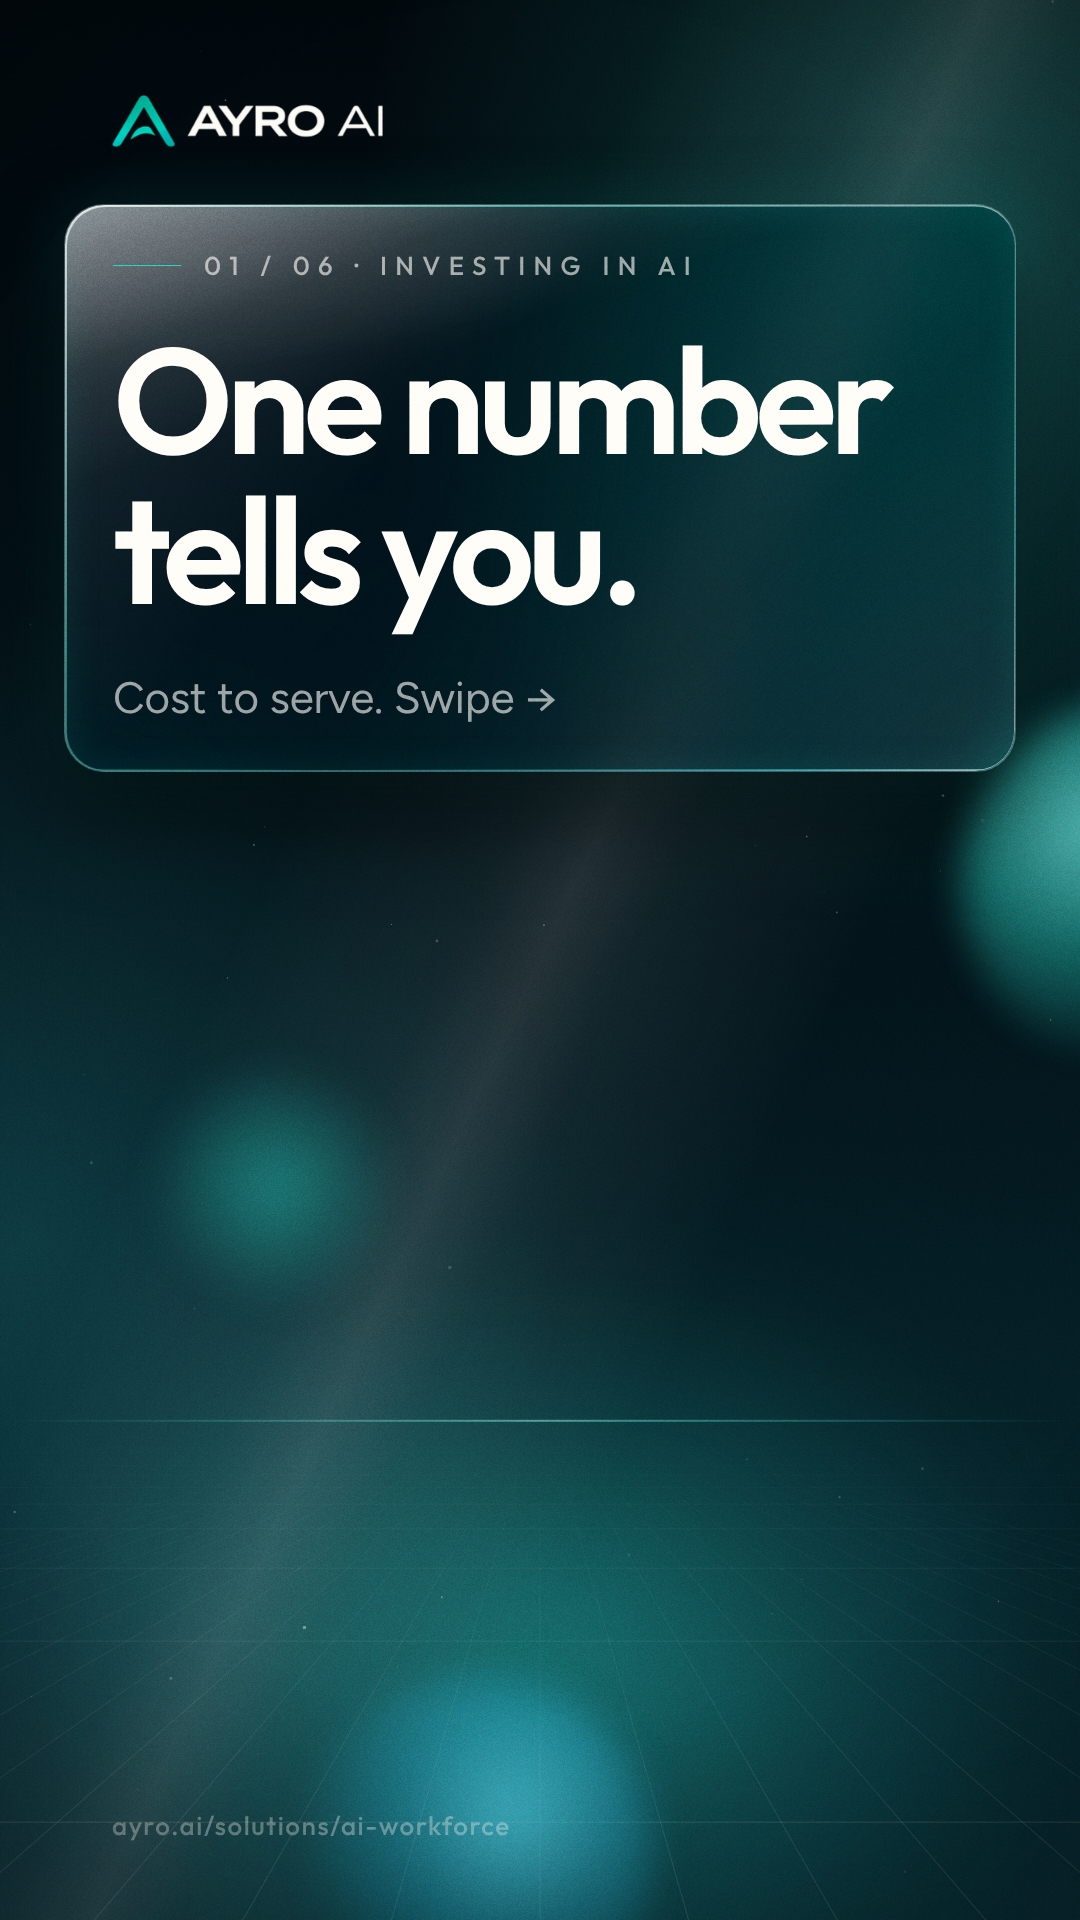 AYRO AI
01 / 06 · INVESTING IN AI
One number
tells you.
Cost to serve. Swipe →
ayro.ai/solutions/ai-workforce